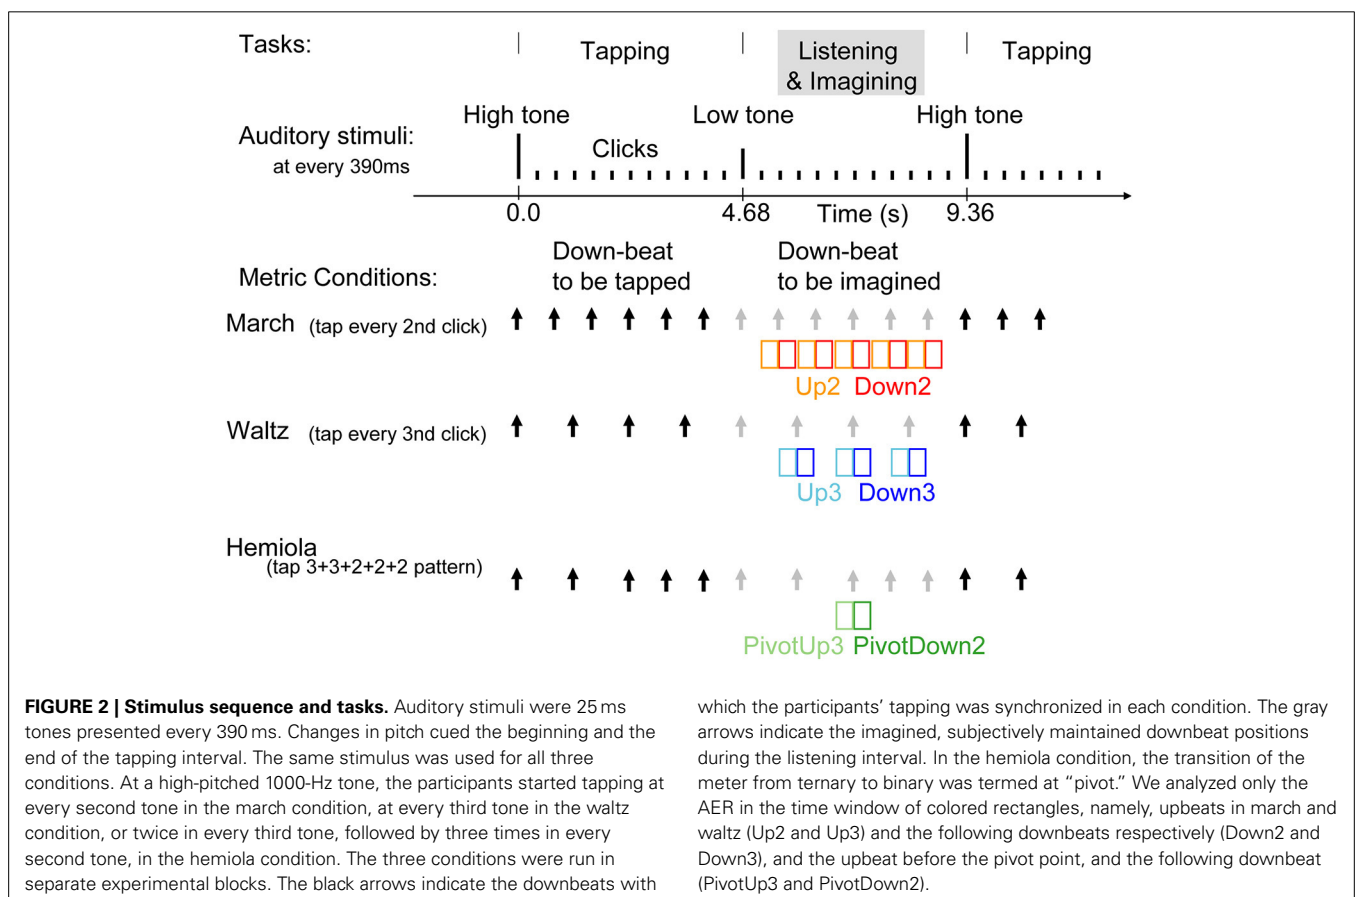 Tasks:
Tapping
Listening
& Imagining
Tapping
High tone
Low tone
High tone
Auditory stimuli:
at every 390ms
Clicks
0.0
4.68
Time (s)
9.36
Metric Conditions:
Down-beat
to be tapped
Down-beat
to be imagined
March (tap every 2nd click)
Up2 Down2
Waltz (tap every 3nd click)
Up3 Down3
Hemiola
(tap 3+3+2+2+2 pattern)
PivotUp3 PivotDown2
FIGURE 2 | Stimulus sequence and tasks. Auditory stimuli were 25 ms
tones presented every 390 ms. Changes in pitch cued the beginning and the
end of the tapping interval. The same stimulus was used for all three
conditions. At a high-pitched 1000-Hz tone, the participants started tapping at
every second tone in the march condition, at every third tone in the waltz
condition, or twice in every third tone, followed by three times in every
second tone, in the hemiola condition. The three conditions were run in
separate experimental blocks. The black arrows indicate the downbeats with
which the participants' tapping was synchronized in each condition. The gray
arrows indicate the imagined, subjectively maintained downbeat positions
during the listening interval. In the hemiola condition, the transition of the
meter from ternary to binary was termed at “pivot.” We analyzed only the
AER in the time window of colored rectangles, namely, upbeats in march and
waltz (Up2 and Up3) and the following downbeats respectively (Down2 and
Down3), and the upbeat before the pivot point, and the following downbeat
(PivotUp3 and PivotDown2).